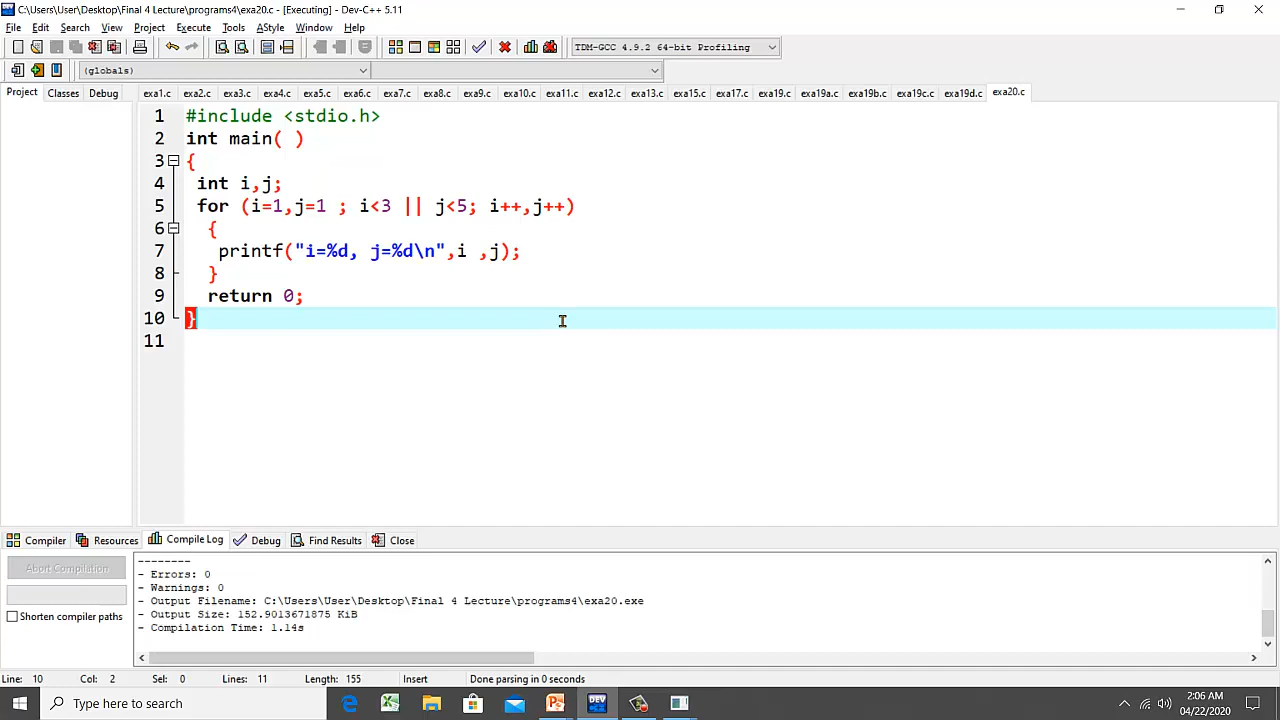 C:\Users\User\Desktop\Final 4 Lecture\programs4\exa20.c - [Executing] - Dev-C++ 5.11
File Edit Search View Project Execute Tools AStyle Window Help
TDM-GCC 4.9.2 64-bit Profiling
(globals)
Project Classes Debug exa1.c exa2.c exa3.c exa4.c exa5.c exa6.c exa7.c exa8.c exa9.c exa10.c exa11.c exa12.c exa13.c exa15.c exa17.c exa19.c exa19a.c exa19b.c exa19c.c exa19d.c exa20.c
1 #include <stdio.h>
2 int main( )
3 {
4 int i,j;
5 for (i=1,j=1 ; i<3 || j<5; i++,j++)
6 {
7 printf("i=%d, j=%d\n",i ,j);
8 }
9 return 0;
10 }
11
Compiler Resources Compile Log Debug Find Results Close
Abort Compilation
Shorten compiler paths
--------
- Errors: 0
- Warnings: 0
- Output Filename: C:\Users\User\Desktop\Final 4 Lecture\programs4\exa20.exe
- Output Size: 152.9013671875 KiB
- Compilation Time: 1.14s
Line: 10 Col: 2 Sel: 0 Lines: 11 Length: 155 Insert Done parsing in 0 seconds
Type here to search
2:06 AM
04/22/2020